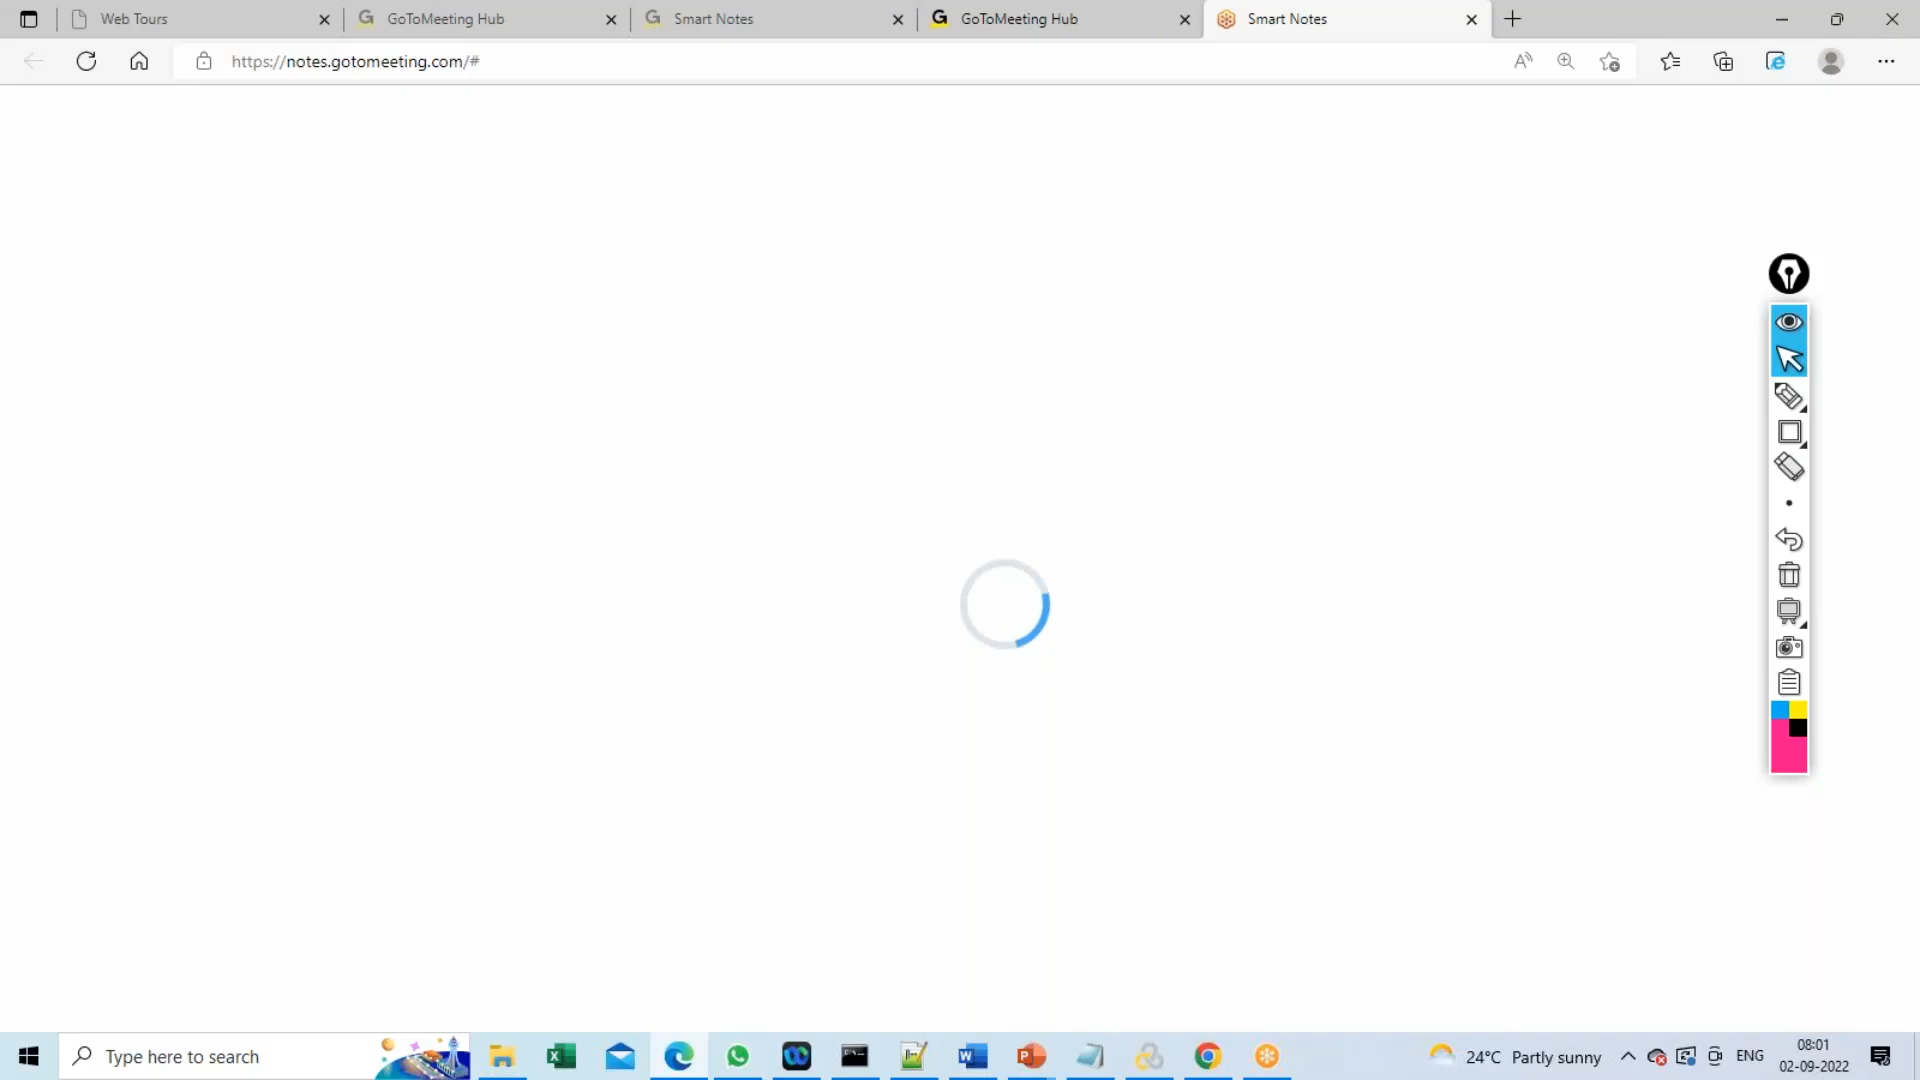 Web Tours
GoToMeeting Hub
Smart Notes
GoToMeeting Hub
Smart Notes
https://notes.gotomeeting.com/#
Type here to search
24°C Partly sunny
ENG
08:01
02-09-2022